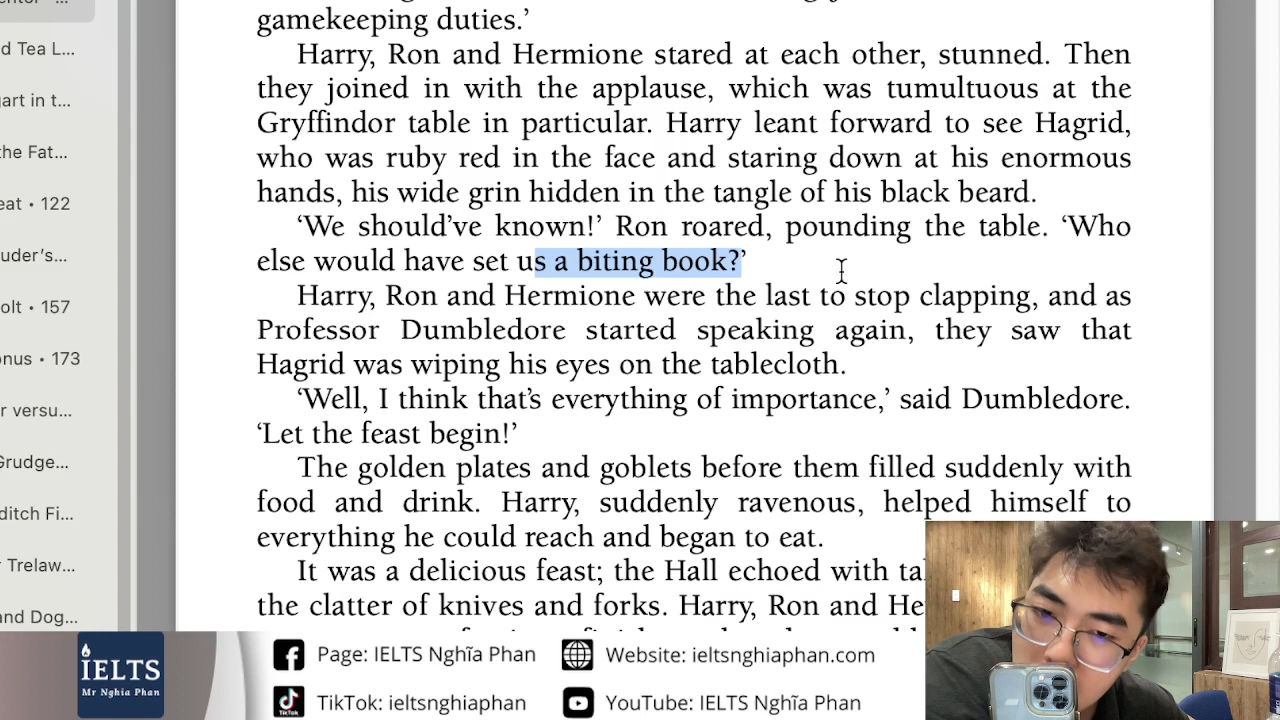 d Tea L...
art in t...
he Fat...
eat • 122
uder's...
olt • 157
onus • 173
r versu...
Grudge...
ditch Fi...
r Trelaw...
and Dog...
gamekeeping duties.’
Harry, Ron and Hermione stared at each other, stunned. Then
they joined in with the applause, which was tumultuous at the
Gryffindor table in particular. Harry leant forward to see Hagrid,
who was ruby red in the face and staring down at his enormous
hands, his wide grin hidden in the tangle of his black beard.
‘We should’ve known!’ Ron roared, pounding the table. ‘Who
else would have set us a biting book?’
Harry, Ron and Hermione were the last to stop clapping, and as
Professor Dumbledore started speaking again, they saw that
Hagrid was wiping his eyes on the tablecloth.
‘Well, I think that’s everything of importance,’ said Dumbledore.
‘Let the feast begin!’
The golden plates and goblets before them filled suddenly with
food and drink. Harry, suddenly ravenous, helped himself to
everything he could reach and began to eat.
It was a delicious feast; the Hall echoed with
the clatter of knives and forks. Harry, Ron and
IELTS
Mr Nghia Phan
Page: IELTS Nghĩa Phan
Website: ieltsnghiaphan.com
TikTok: ieltsnghiaphan
YouTube: IELTS Nghĩa Phan
TikTok